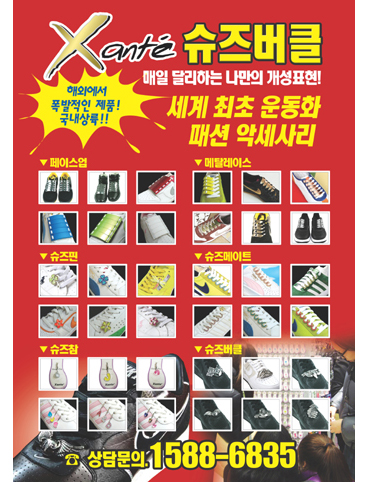 Xanté 슈즈버클
매일 달리하는 나만의 개성표현!
해외에서
폭발적인 제품!
국내상륙!!
세계 최초 운동화
패션 악세사리
▼페이스업
▼메탈레이스
▼슈즈핀
▼슈즈메이트
▼슈즈참
▼슈즈버클
☎ 상담문의 1588-6835